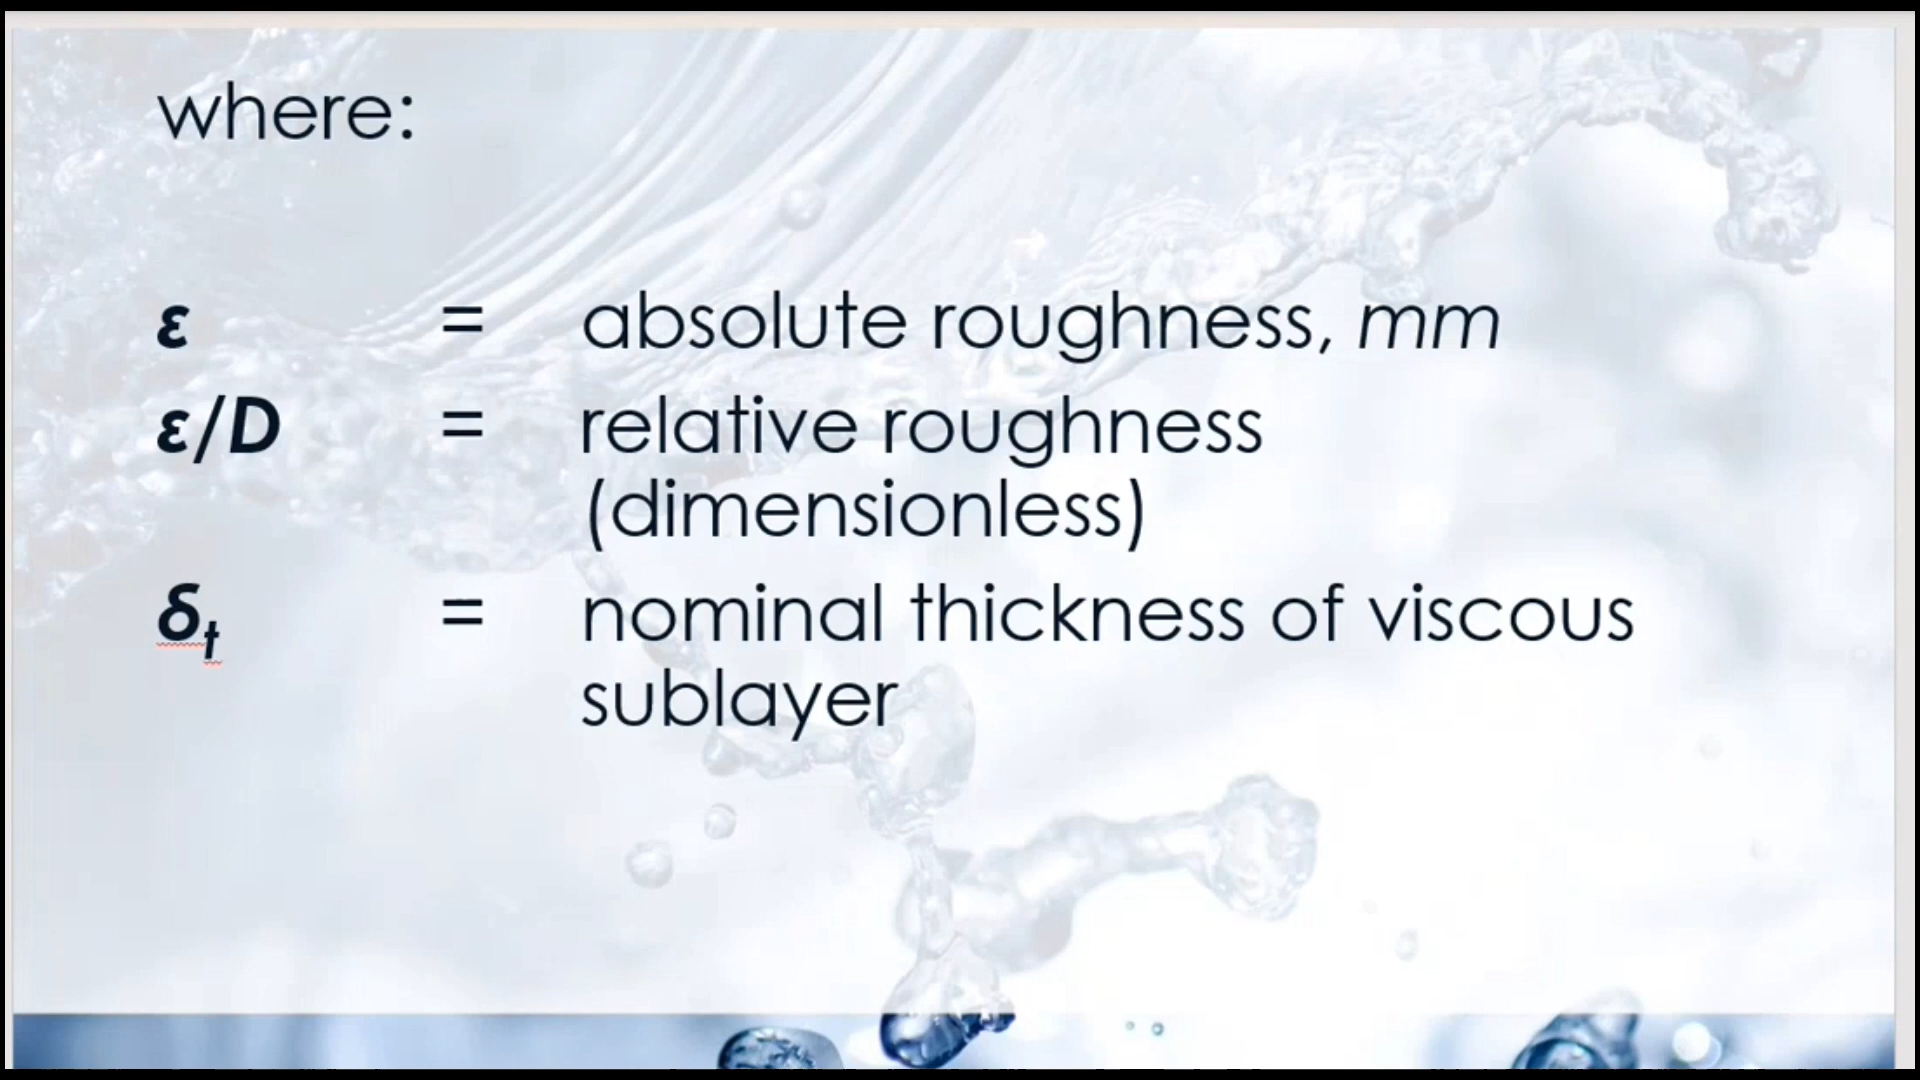 where:
ε = absolute roughness, mm
ε/D = relative roughness
(dimensionless)
δt = nominal thickness of viscous
sublayer